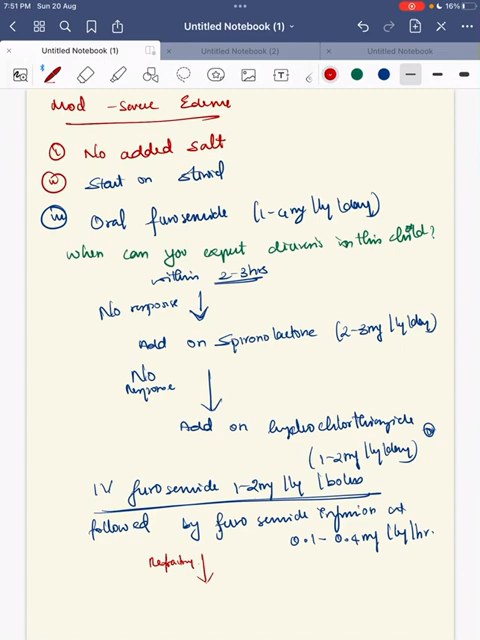 7:51 PM Sun 20 Aug
16%
Untitled Notebook (1)
Untitled Notebook (1)
Untitled Notebook (2)
Untitled Notebook
Mod - Severe Edema
(i) No added salt
(ii) Start on steroid
(iii) Oral furosemide (1-4mg/kg/day)
When can you expect diuresis in this child?
within 2-3hrs
No response
Add on Spironolactone (2-3mg/kg/day)
No Response
Add on hydrochlorthiazide
(1-2mg/kg/day)
IV furosemide 1-2mg/kg/bolus
followed by furosemide infusion at
0.1-0.4mg/kg/hr.
Refractory